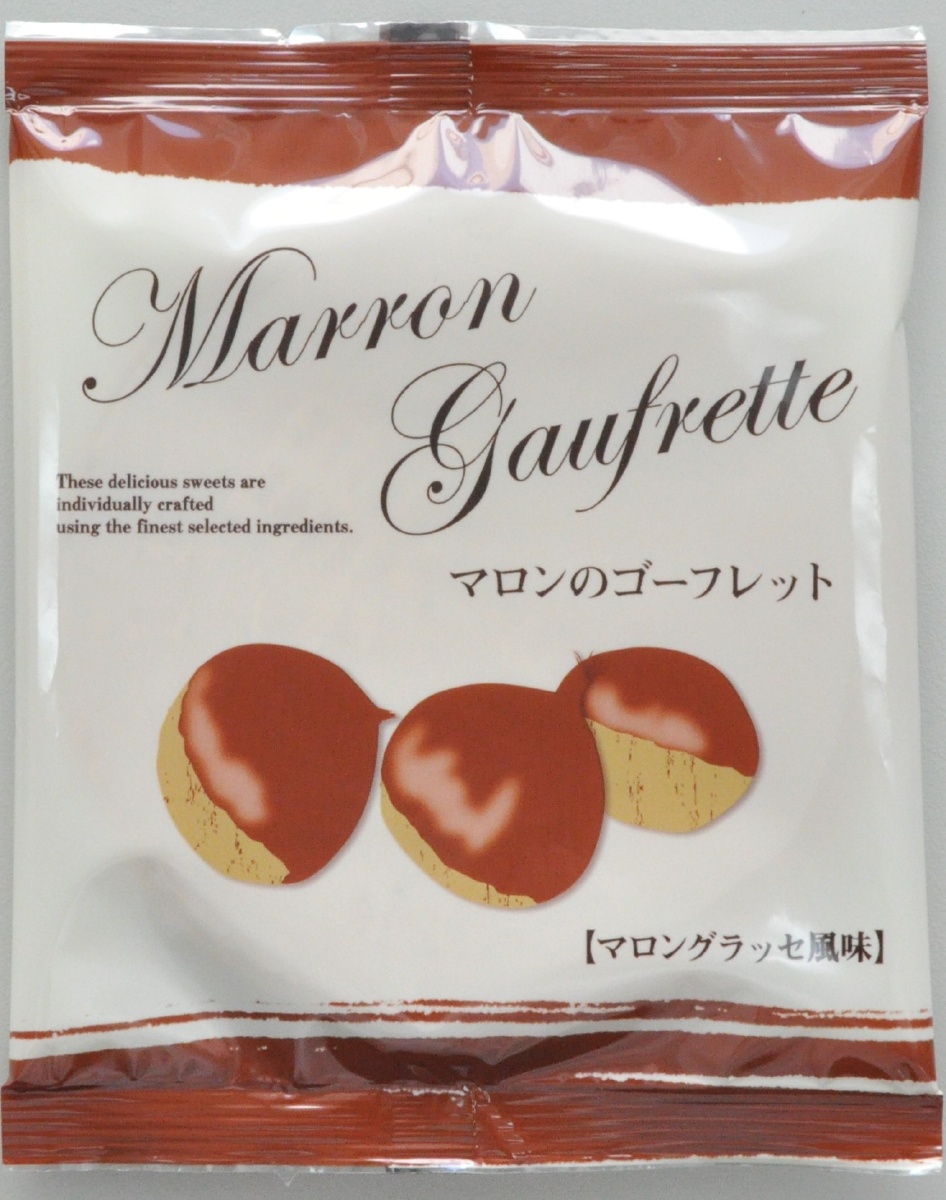 Marron
Gaufrette
These delicious sweets are
individually crafted
using the finest selected ingredients.
マロンのゴーフレット
【マロングラッセ風味】